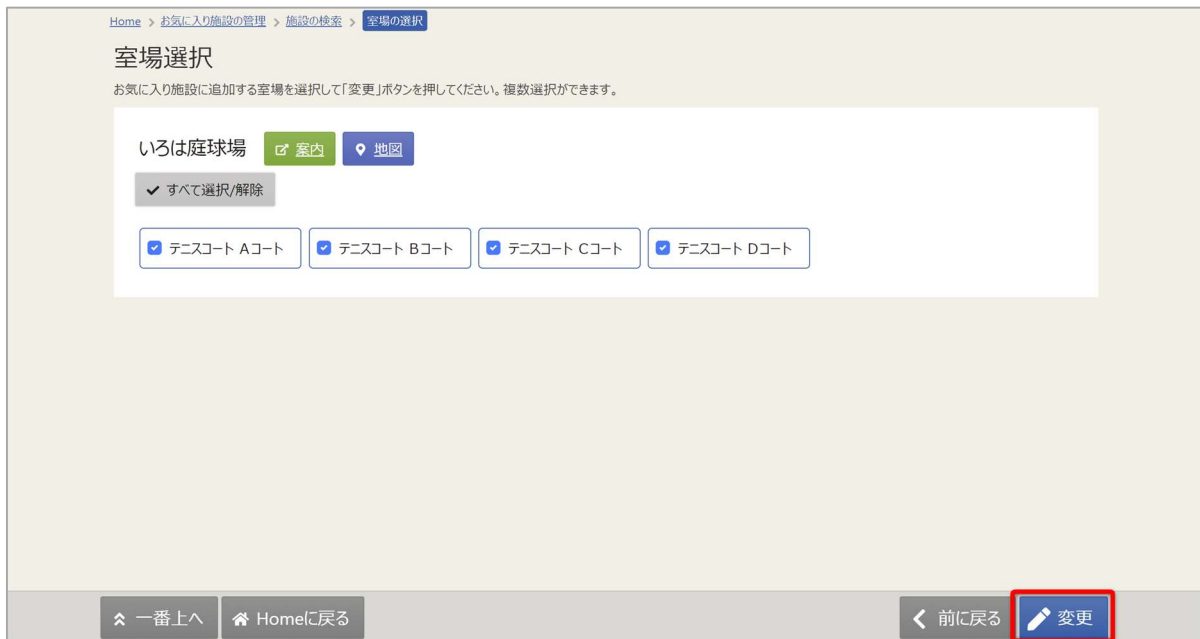 Home > お気に入り施設の管理 > 施設の検索 > 室場の選択
室場選択
お気に入り施設に追加する室場を選択して「変更」ボタンを押してください。複数選択ができます。
いろは庭球場 案内 地図
すべて選択/解除
テニスコート Aコート テニスコート Bコート テニスコート Cコート テニスコート Dコート
一番上へ Homeに戻る 前に戻る 変更